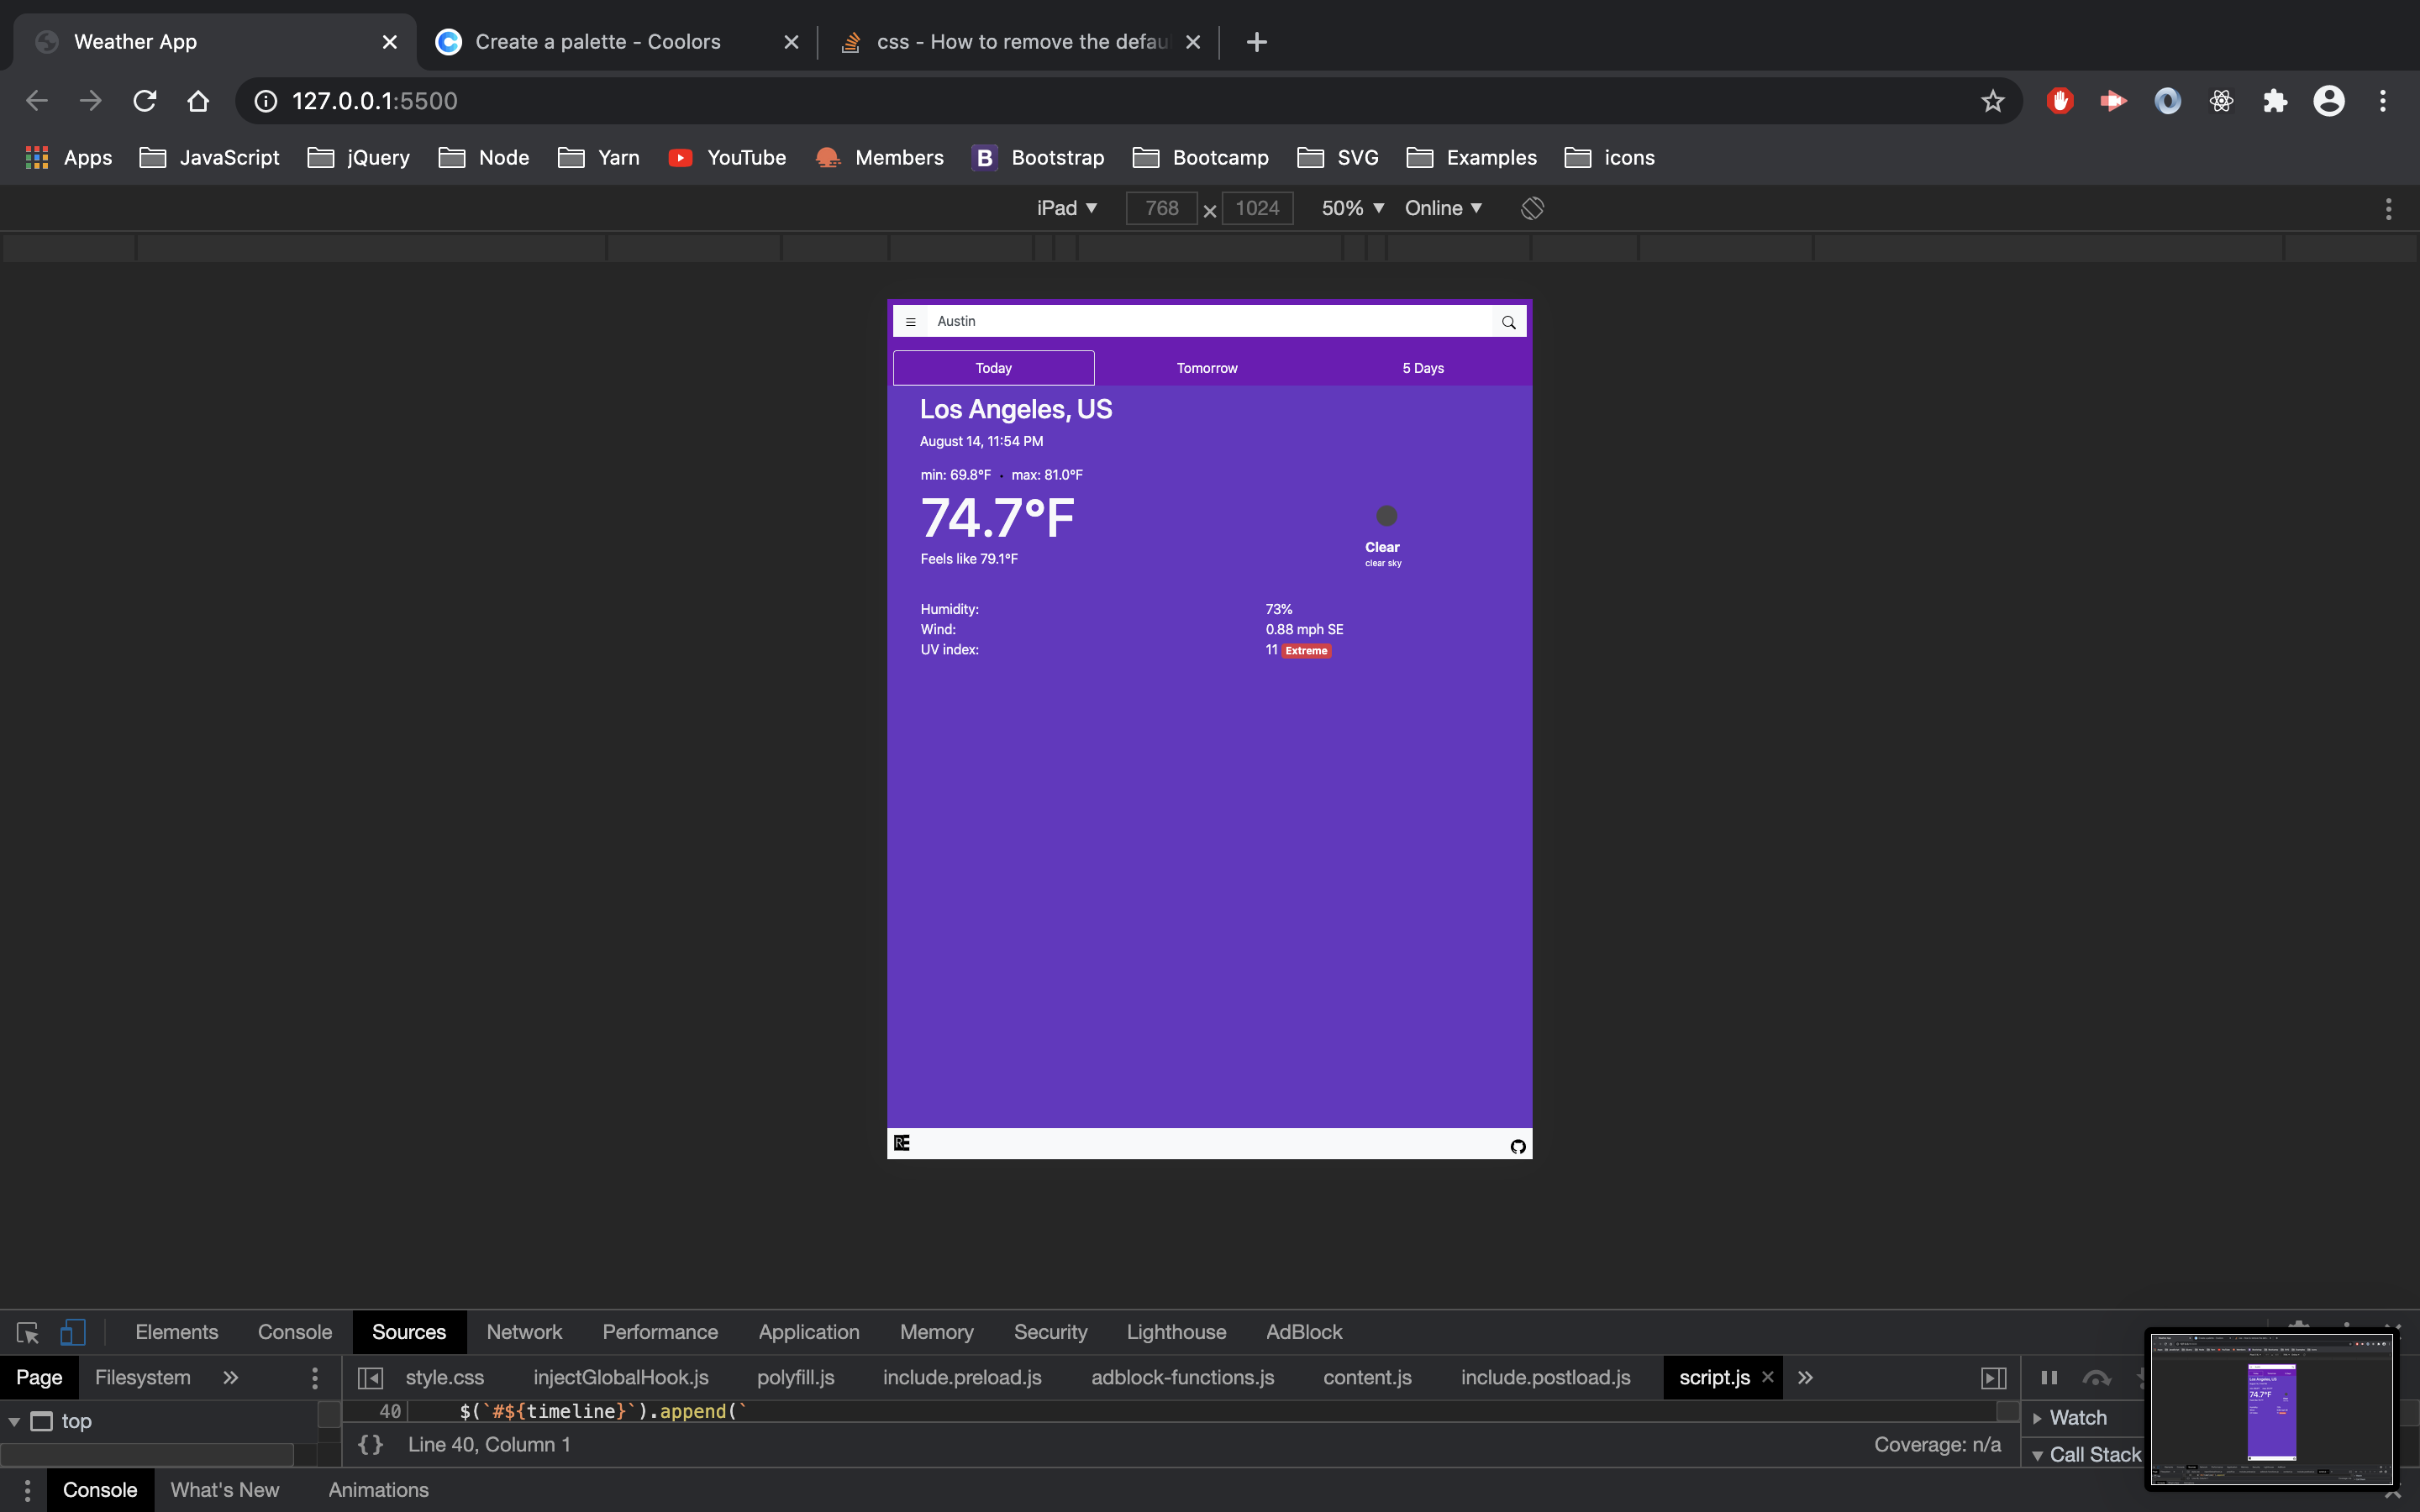 Weather App
Create a palette - Coolors
css - How to remove the defau
127.0.0.1:5500
Apps JavaScript jQuery Node Yarn YouTube Members B Bootstrap Bootcamp SVG Examples icons
iPad ▼ 768 × 1024 50% ▼ Online ▼
Austin
Today Tomorrow 5 Days
Los Angeles, US
August 14, 11:54 PM
min: 69.8°F · max: 81.0°F
74.7°F
Feels like 79.1°F
Clear
clear sky
Humidity: 73%
Wind: 0.88 mph SE
UV index: 11 Extreme
RE
Elements Console Sources Network Performance Application Memory Security Lighthouse AdBlock
Page Filesystem »
style.css injectGlobalHook.js polyfill.js include.preload.js adblock-functions.js content.js include.postload.js script.js »
top
40 $(`#${timeline}`).append(`
{} Line 40, Column 1 Coverage: n/a
Watch
Call Stack
Console What's New Animations